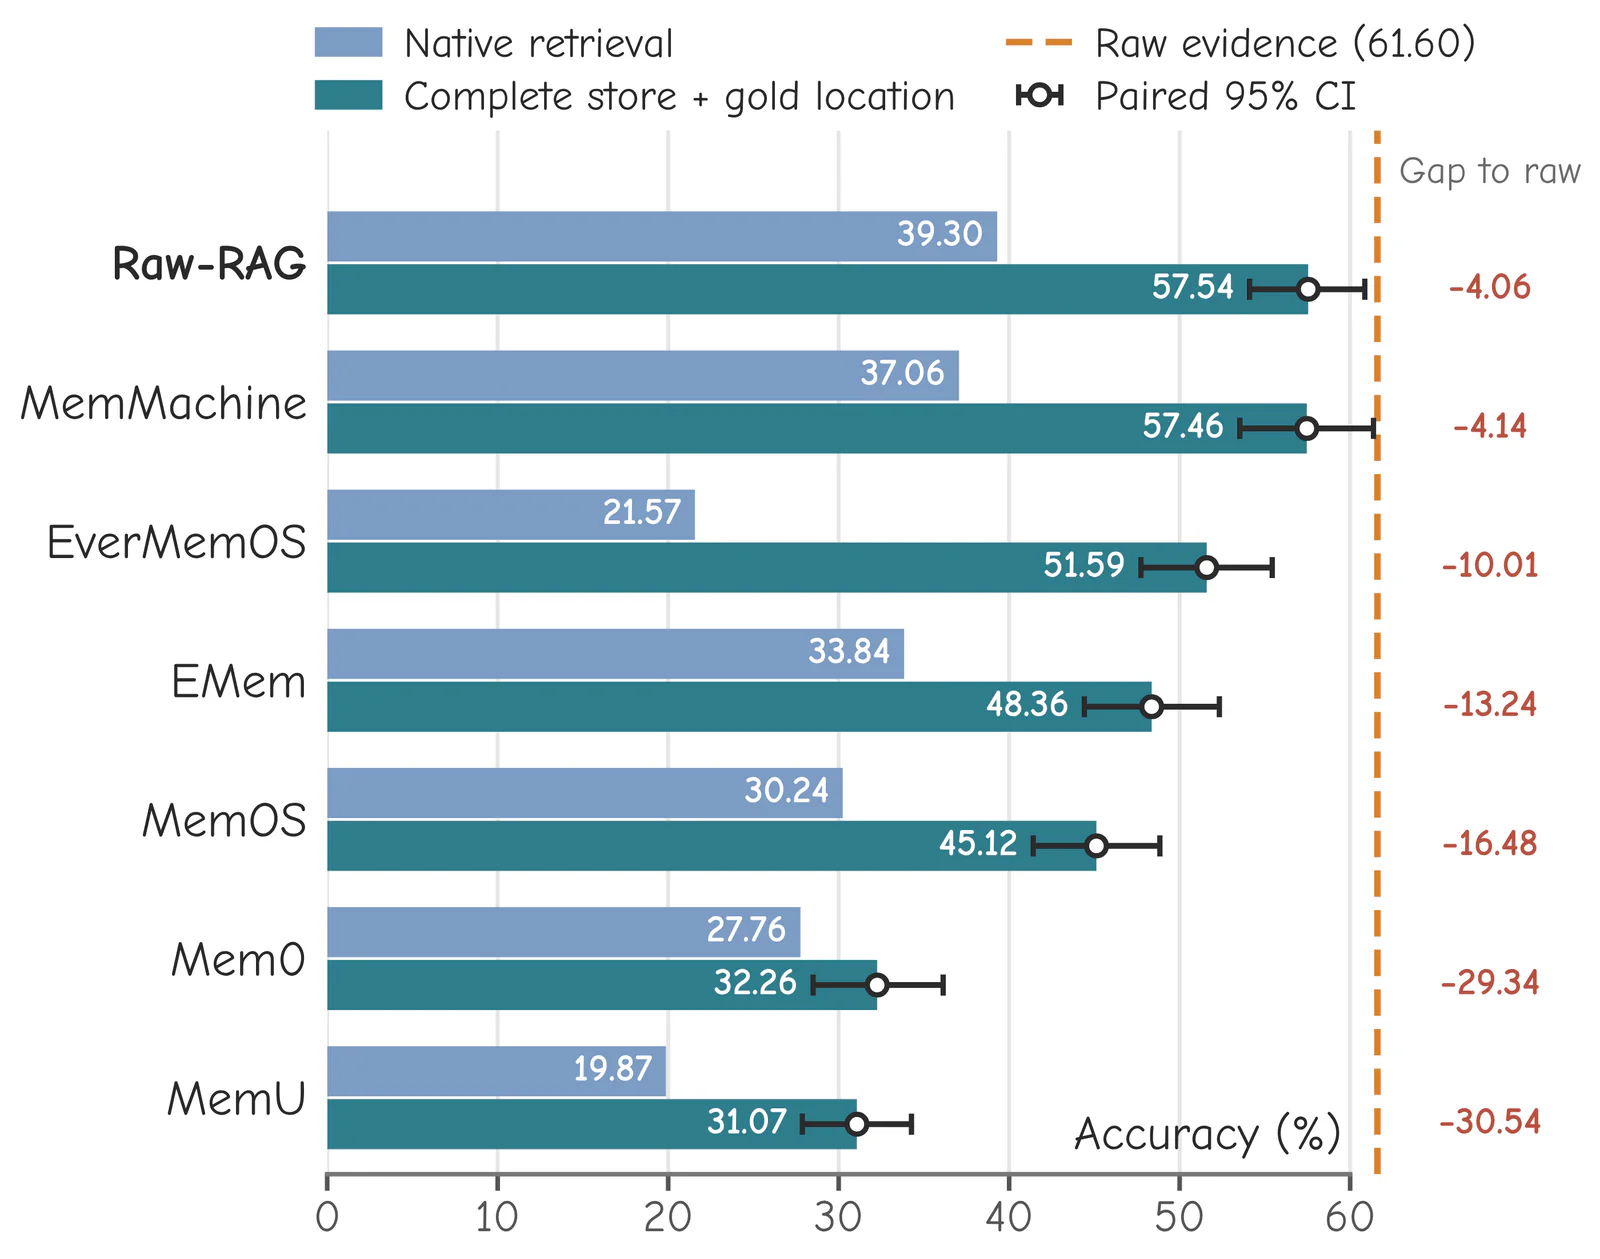 Native retrieval
Complete store + gold location
Raw evidence (61.60)
Paired 95% CI
Gap to raw
Raw-RAG
39.30
57.54
-4.06
MemMachine
37.06
57.46
-4.14
EverMemOS
21.57
51.59
-10.01
EMem
33.84
48.36
-13.24
MemOS
30.24
45.12
-16.48
Mem0
27.76
32.26
-29.34
MemU
19.87
31.07
-30.54
Accuracy (%)
0 10 20 30 40 50 60